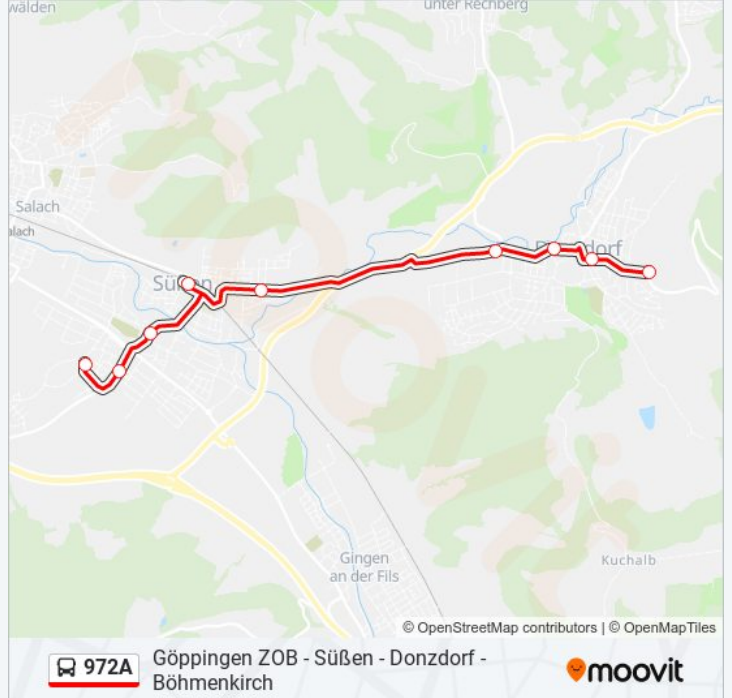 wälden
unter Rechberg
Salach
alach
Süßen
Donzdorf
Gingen
an der Fils
Kuchalb
© OpenStreetMap contributors | © OpenMapTiles
972A
Göppingen ZOB - Süßen - Donzdorf -
Böhmenkirch
moovit